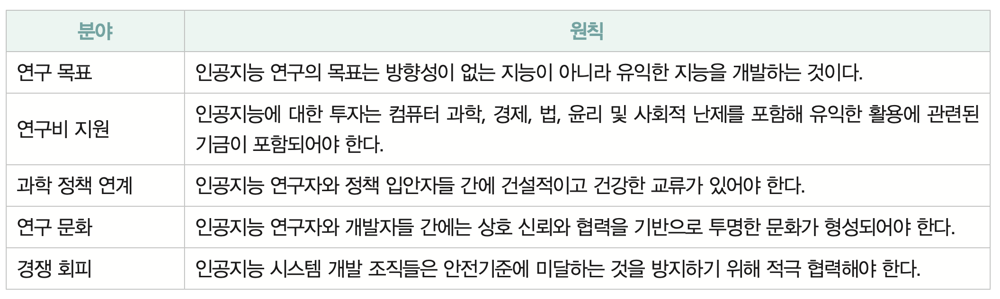 분야 원칙
연구 목표 인공지능 연구의 목표는 방향성이 없는 지능이 아니라 유익한 지능을 개발하는 것이다.
연구비 지원 인공지능에 대한 투자는 컴퓨터 과학, 경제, 법, 윤리 및 사회적 난제를 포함해 유익한 활용에 관련된
기금이 포함되어야 한다.
과학 정책 연계 인공지능 연구자와 정책 입안자들 간에 건설적이고 건강한 교류가 있어야 한다.
연구 문화 인공지능 연구자와 개발자들 간에는 상호 신뢰와 협력을 기반으로 투명한 문화가 형성되어야 한다.
경쟁 회피 인공지능 시스템 개발 조직들은 안전기준에 미달하는 것을 방지하기 위해 적극 협력해야 한다.